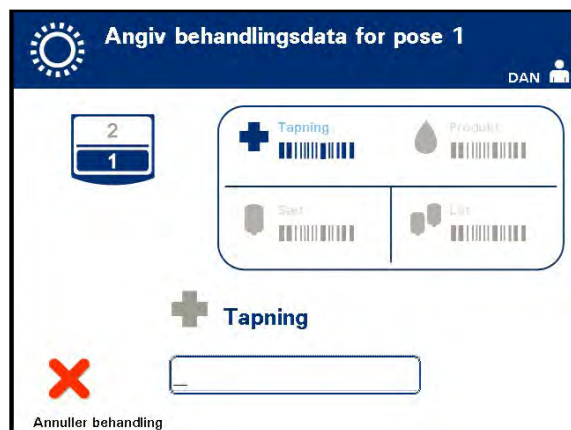 Angiv behandlingsdata for pose 1
DAN
2
1
Tapning
Produkt
Sæt
Lot
Tapning
_
Annuller behandling